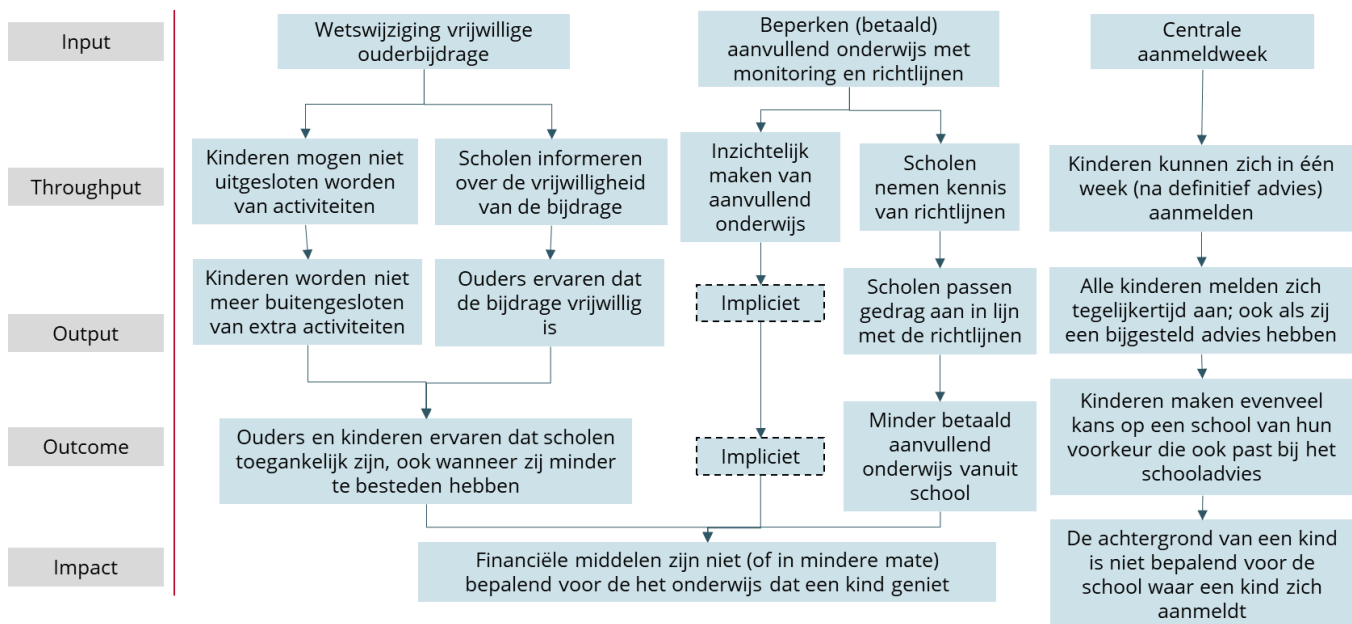 Input
Wetswijziging vrijwillige
ouderbijdrage
Beperken (betaald)
aanvullend onderwijs met
monitoring en richtlijnen
Centrale
aanmeldweek
Throughput
Kinderen mogen niet
uitgesloten worden
van activiteiten
Scholen informeren
over de vrijwilligheid
van de bijdrage
Inzichtelijk
maken van
aanvullend
onderwijs
Scholen
nemen kennis
van richtlijnen
Kinderen kunnen zich in één
week (na definitief advies)
aanmelden
Output
Kinderen worden niet
meer buitengesloten
van extra activiteiten
Ouders ervaren dat
de bijdrage vrijwillig
is
Impliciet
Scholen passen
gedrag aan in lijn
met de richtlijnen
Alle kinderen melden zich
tegelijkertijd aan; ook als zij
een bijgesteld advies hebben
Outcome
Ouders en kinderen ervaren dat scholen
toegankelijk zijn, ook wanneer zij minder
te besteden hebben
Impliciet
Minder betaald
aanvullend
onderwijs vanuit
school
Kinderen maken evenveel
kans op een school van hun
voorkeur die ook past bij het
schooladvies
Impact
Financiële middelen zijn niet (of in mindere mate)
bepalend voor de het onderwijs dat een kind geniet
De achtergrond van een kind
is niet bepalend voor de
school waar een kind zich
aanmeldt